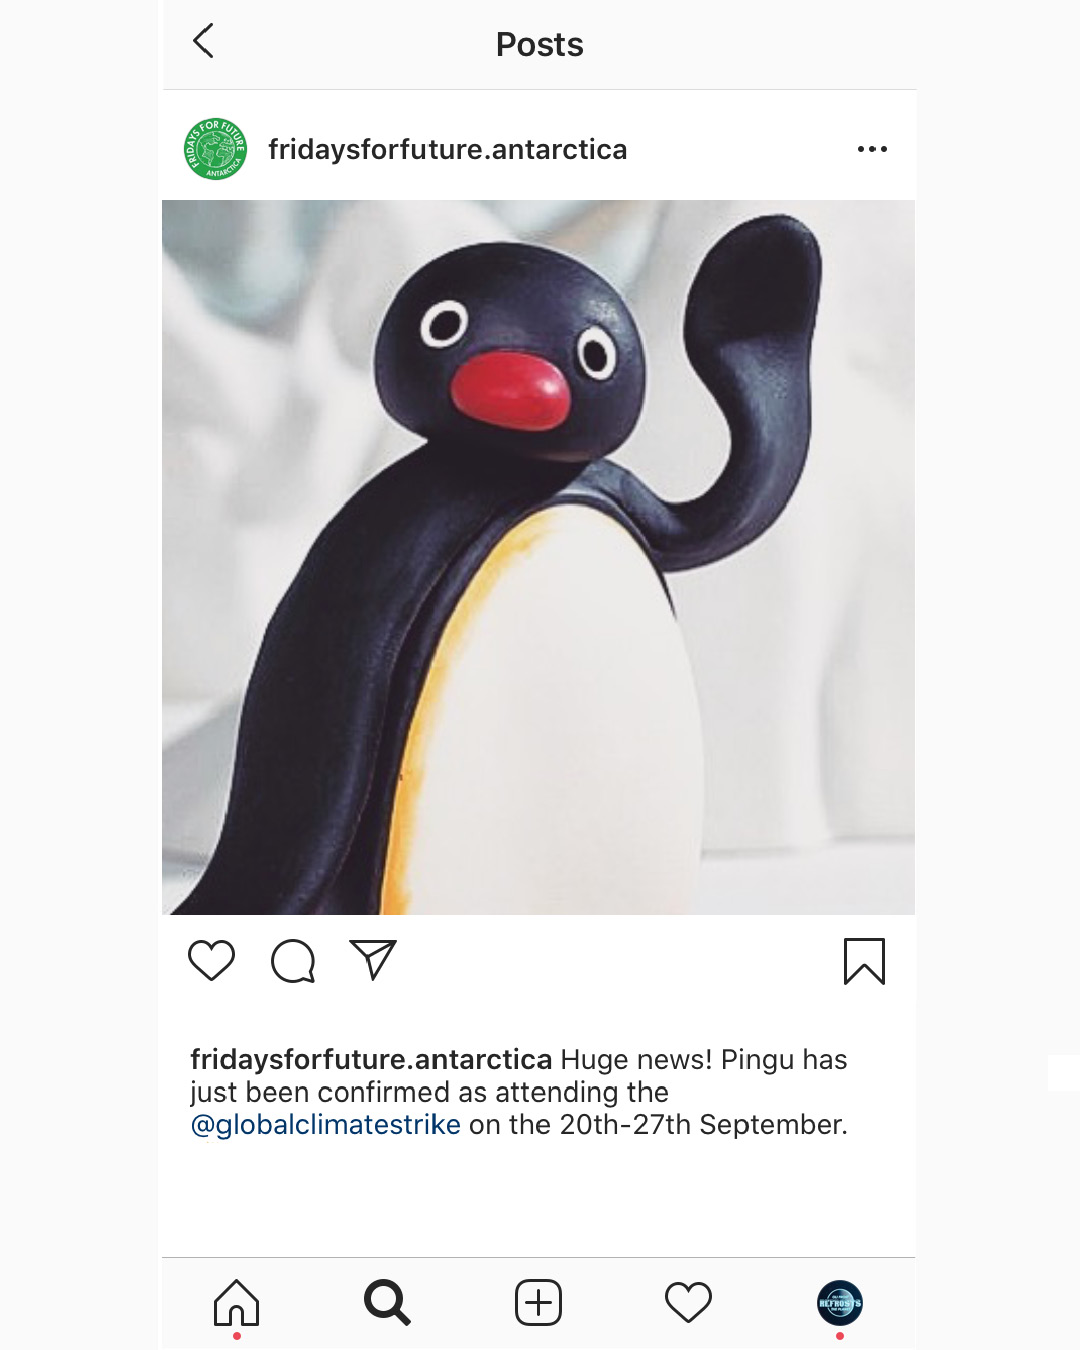 Posts
FRIDAYS FOR FUTURE
ANTARCTICA
fridaysforfuture.antarctica
fridaysforfuture.antarctica Huge news! Pingu has
just been confirmed as attending the
@globalclimatestrike on the 20th-27th September.
REFROSTS